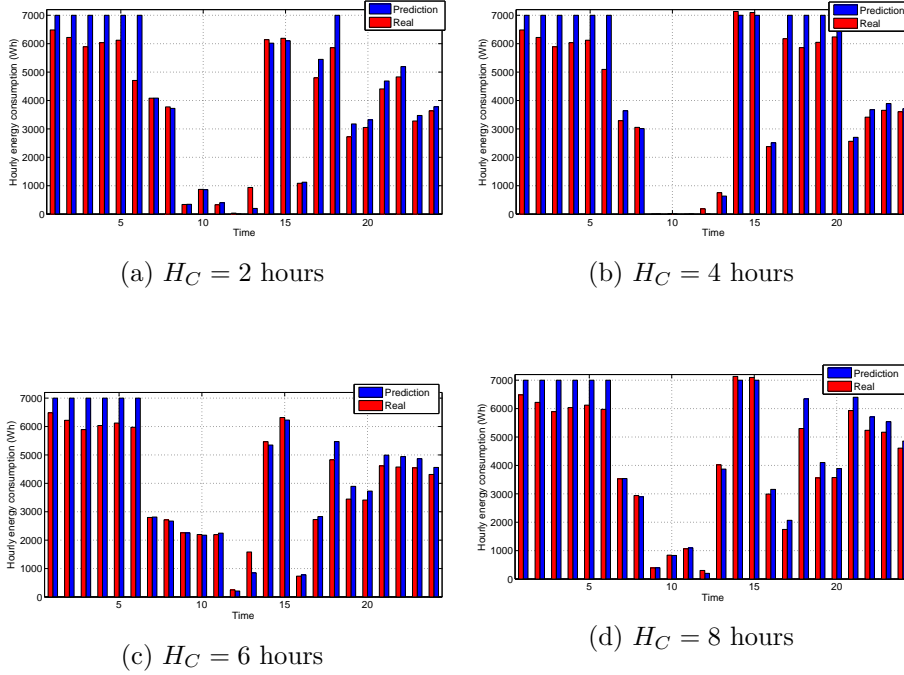 7000
6000
5000
4000
3000
2000
1000
0
Hourly energy consumption (Wh)
5
10
15
20
Time
Prediction
Real
(a) H_C = 2 hours
7000
6000
5000
4000
3000
2000
1000
0
Hourly energy consumption (Wh)
5
10
15
20
Time
Prediction
Real
(b) H_C = 4 hours
7000
6000
5000
4000
3000
2000
1000
0
Hourly energy consumption (Wh)
5
10
15
20
Time
Prediction
Real
(c) H_C = 6 hours
7000
6000
5000
4000
3000
2000
1000
0
Hourly energy consumption (Wh)
5
10
15
20
Time
Prediction
Real
(d) H_C = 8 hours